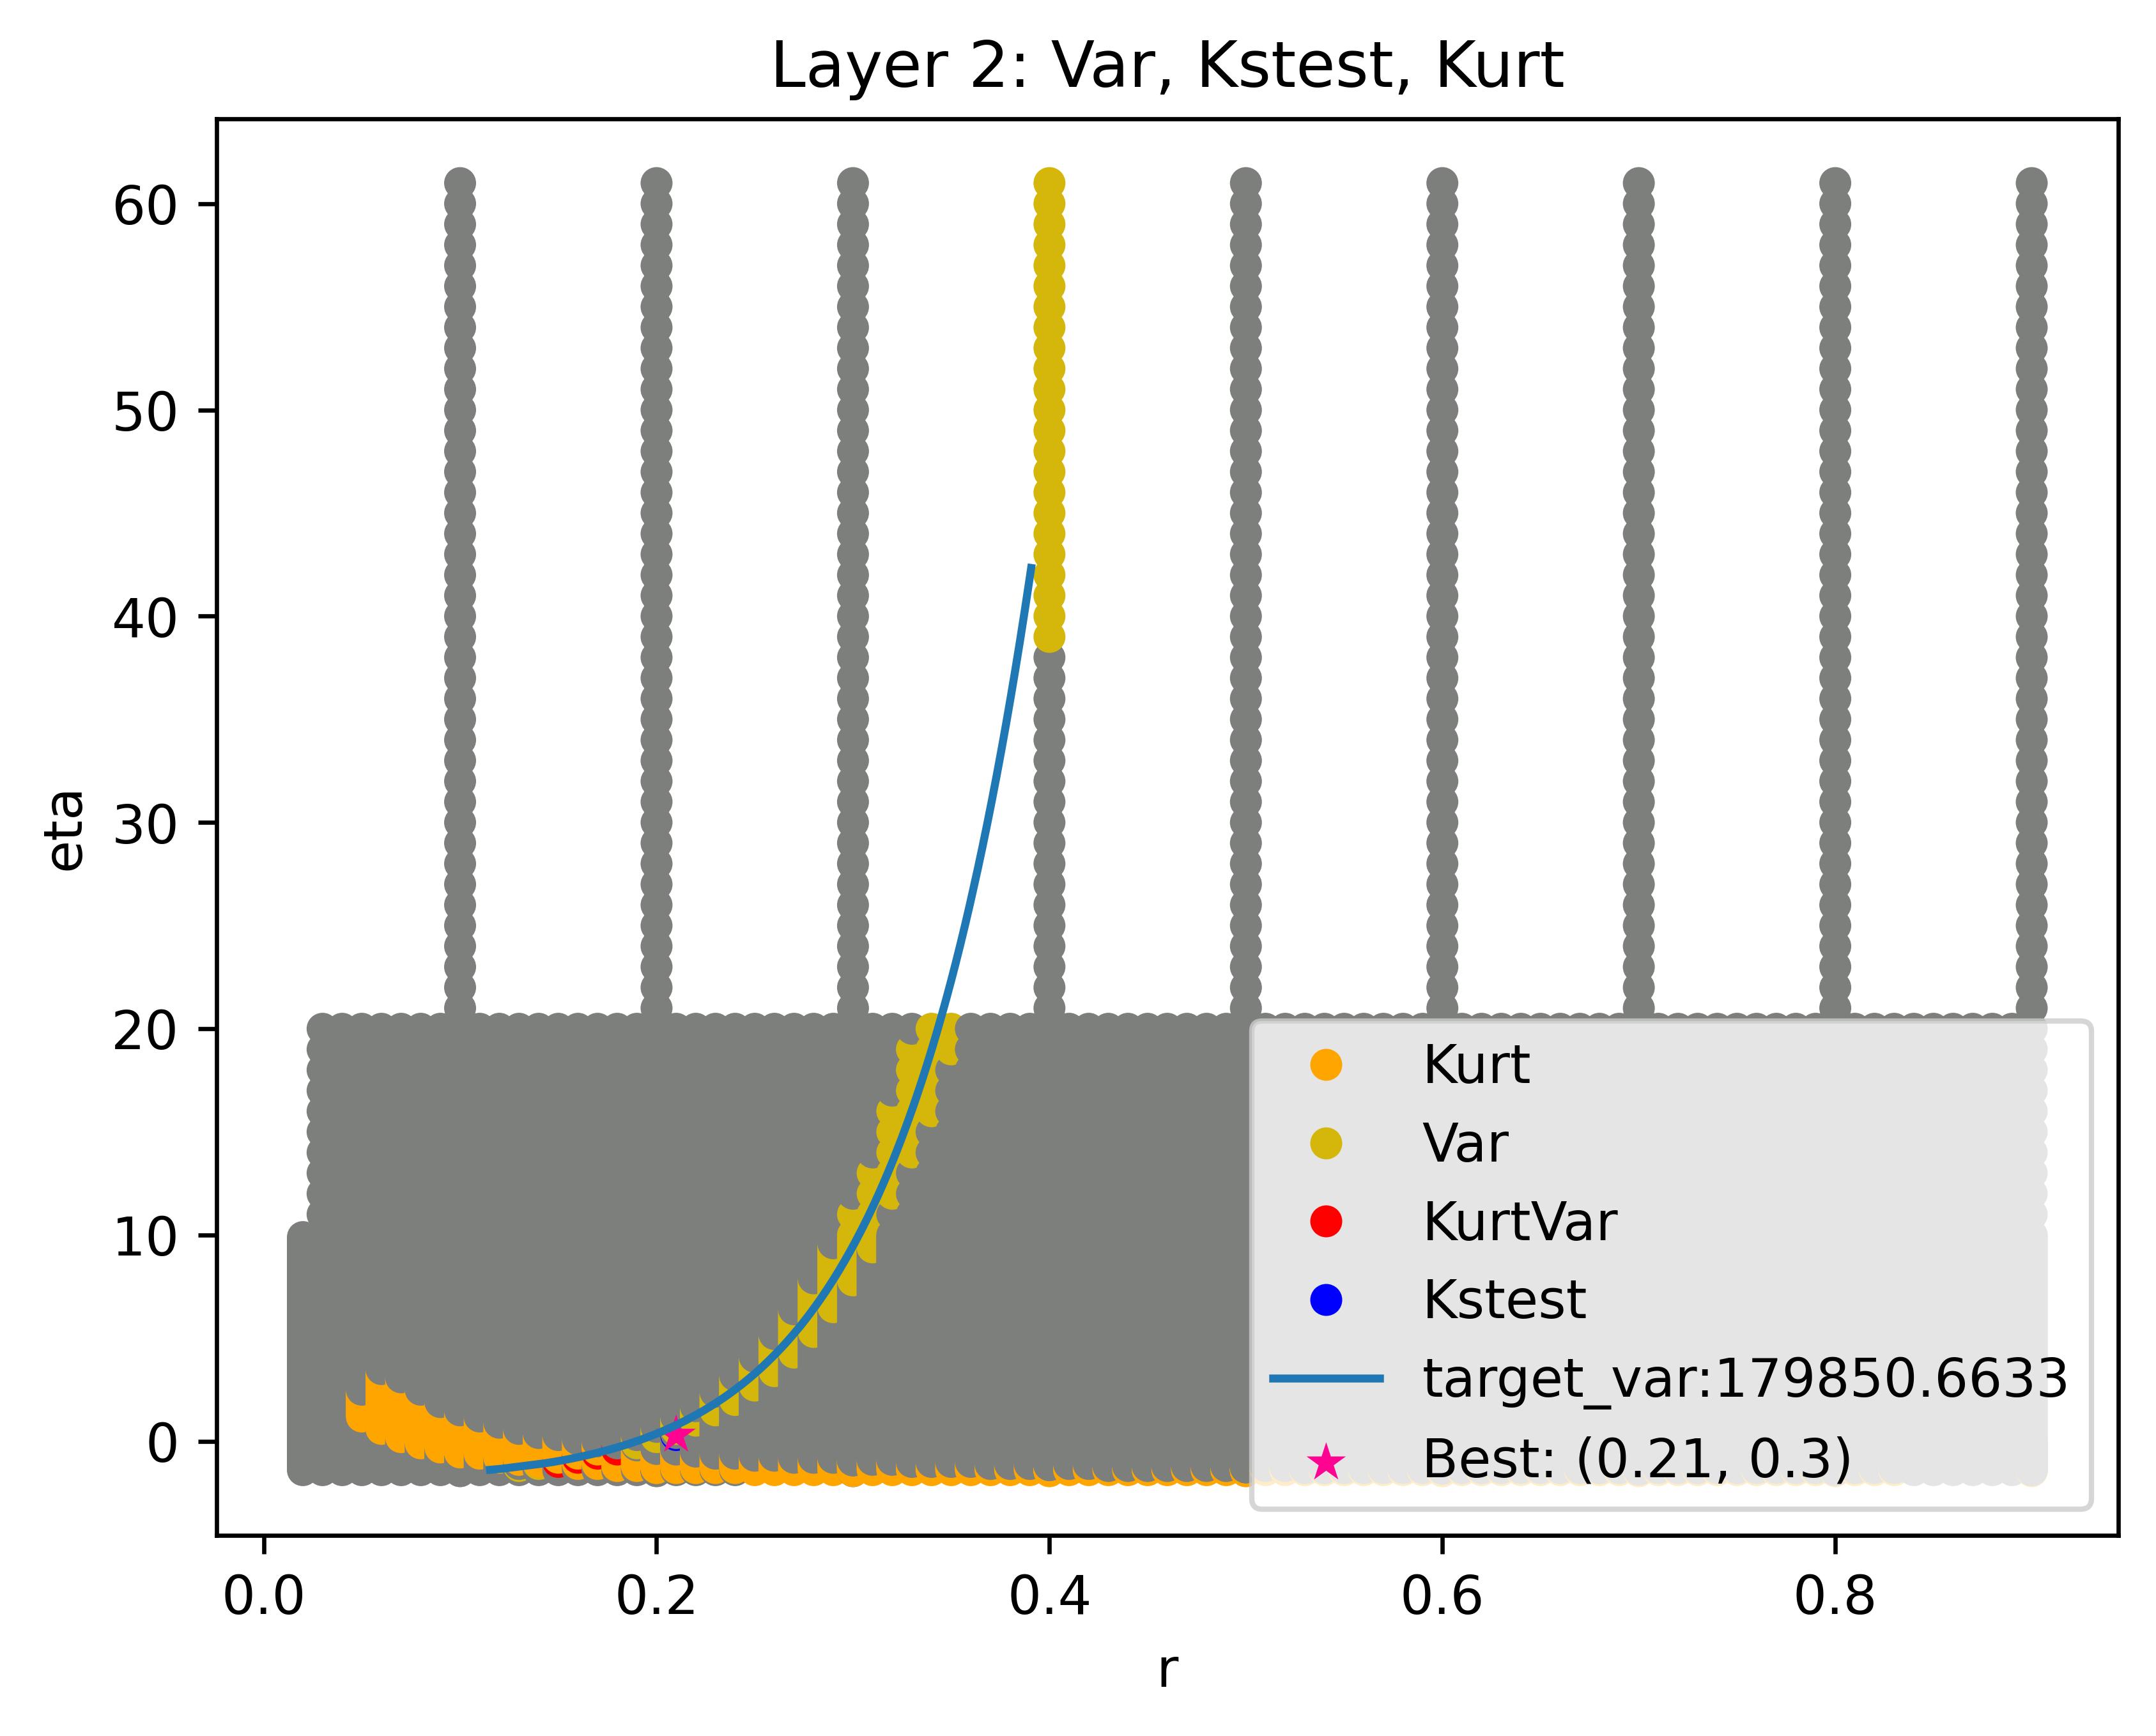 Layer 2: Var, Kstest, Kurt
60
50
40
30
20
10
0
eta
Kurt
Var
KurtVar
Kstest
target_var:179850.6633
Best: (0.21, 0.3)
0.0 0.2 0.4 0.6 0.8
r